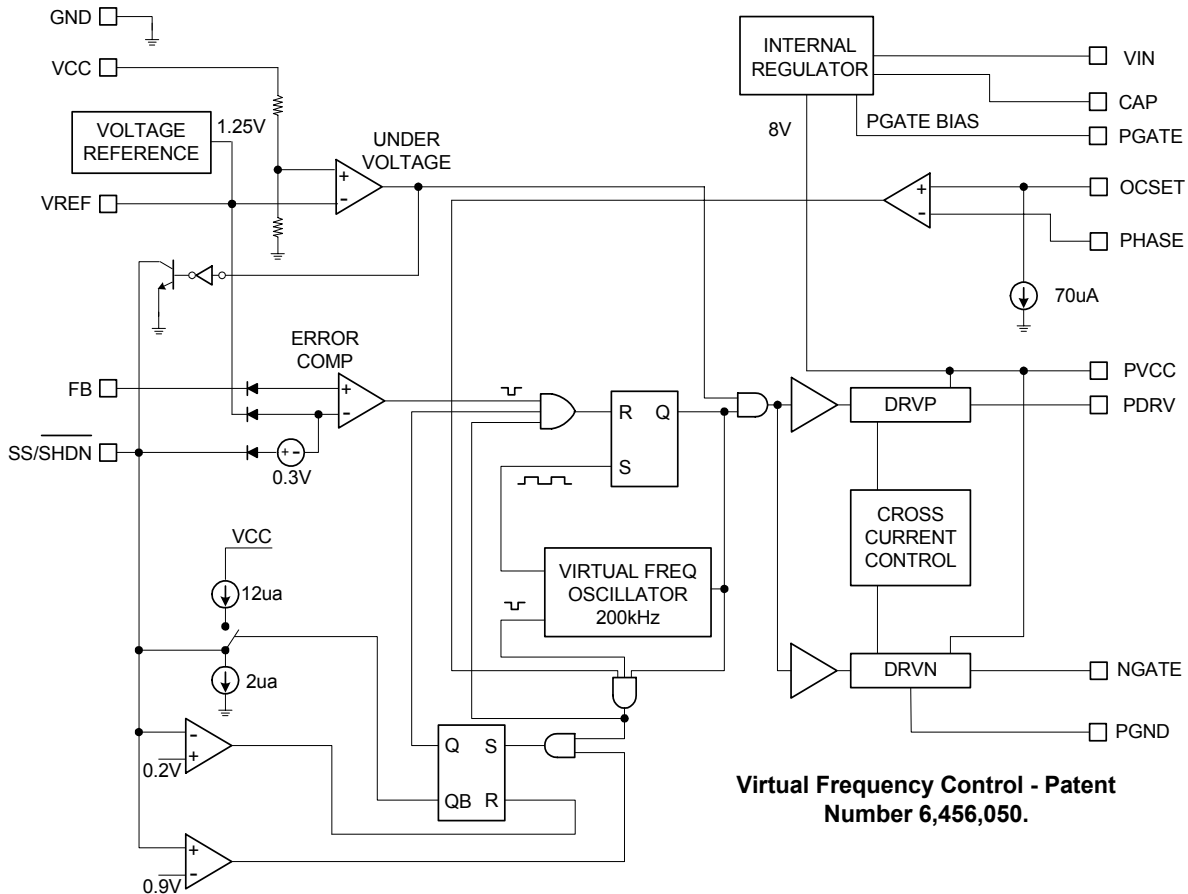 GND
VCC
VOLTAGE
REFERENCE
1.25V
VREF
UNDER
VOLTAGE
+
-
INTERNAL
REGULATOR
8V
PGATE BIAS
VIN
CAP
PGATE
OCSET
PHASE
+
-
70uA
ERROR
COMP
FB
+
-
SS/SHDN
+ -
0.3V
R Q
S
PVCC
DRVP
PDRV
CROSS
CURRENT
CONTROL
VCC
12ua
2ua
VIRTUAL FREQ
OSCILLATOR
200kHz
DRVN
NGATE
PGND
Q S
QB R
-
+
0.2V
+
-
0.9V
Virtual Frequency Control - Patent
Number 6,456,050.